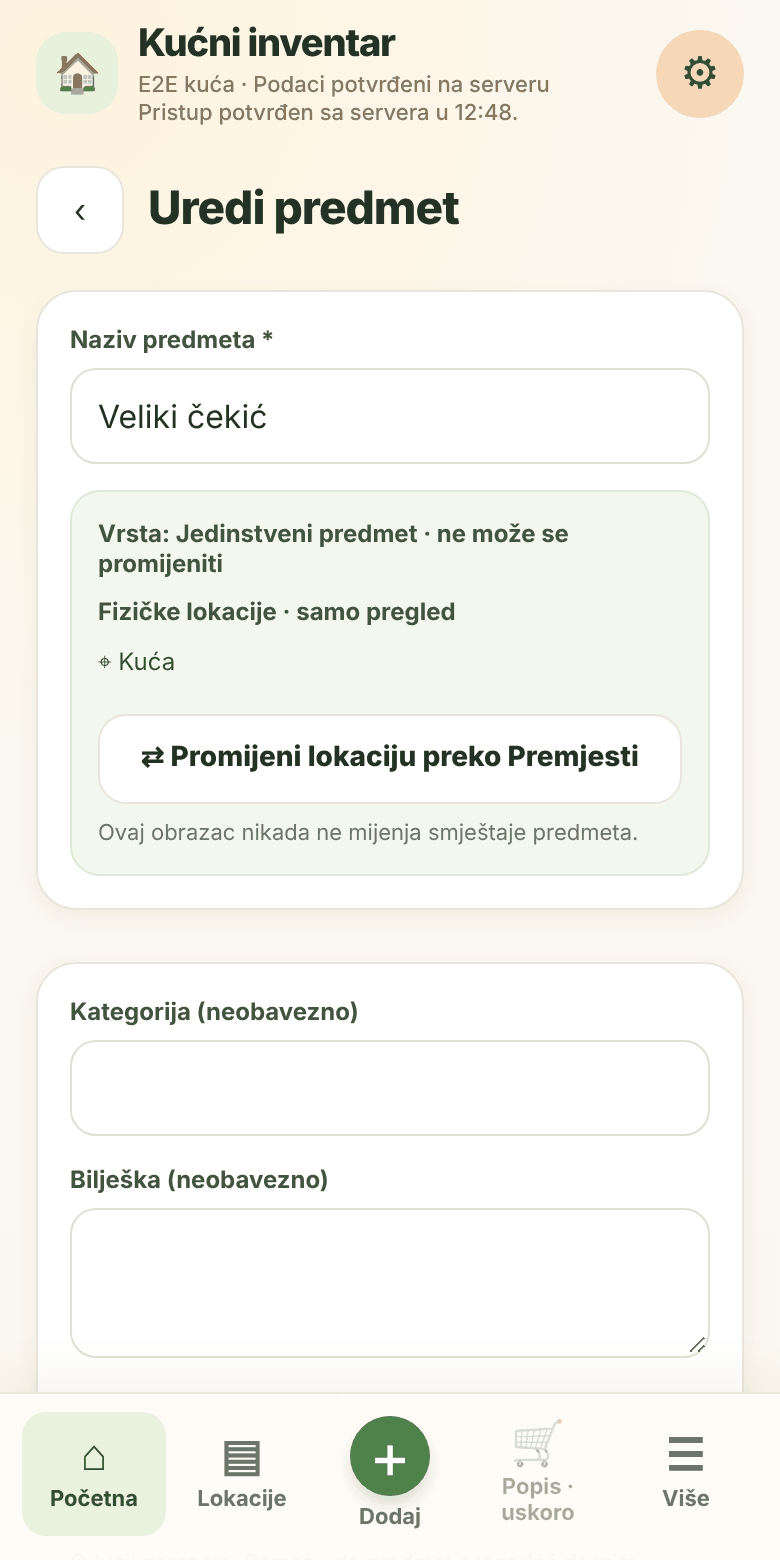 Kućni inventar
E2E kuća · Podaci potvrđeni na serveru
Pristup potvrđen sa servera u 12:48.
‹
Uredi predmet
Naziv predmeta *
Veliki čekić
Vrsta: Jedinstveni predmet · ne može se
promijeniti
Fizičke lokacije · samo pregled
⌖ Kuća
⇄ Promijeni lokaciju preko Premjesti
Ovaj obrazac nikada ne mijenja smještaje predmeta.
Kategorija (neobavezno)
Bilješka (neobavezno)
Početna
Lokacije
Dodaj
Popis ·
uskoro
Više